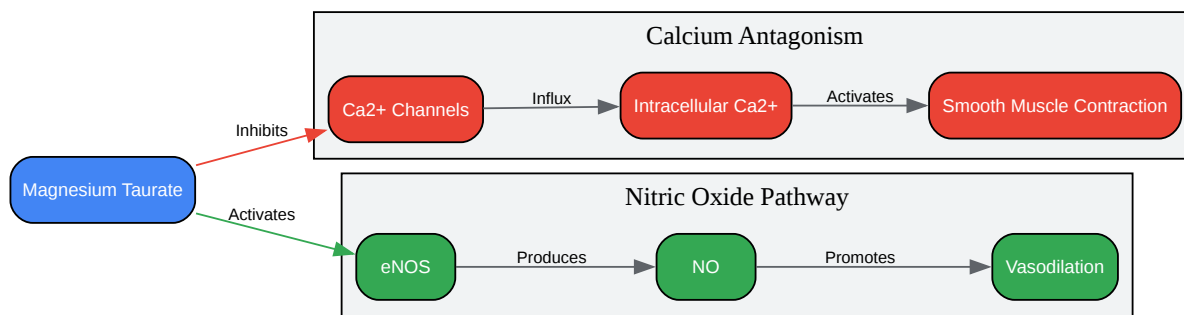 Calcium Antagonism
Ca2+ Channels
Influx
Intracellular Ca2+
Activates
Smooth Muscle Contraction
Inhibits
Magnesium Taurate
Activates
Nitric Oxide Pathway
eNOS
Produces
NO
Promotes
Vasodilation